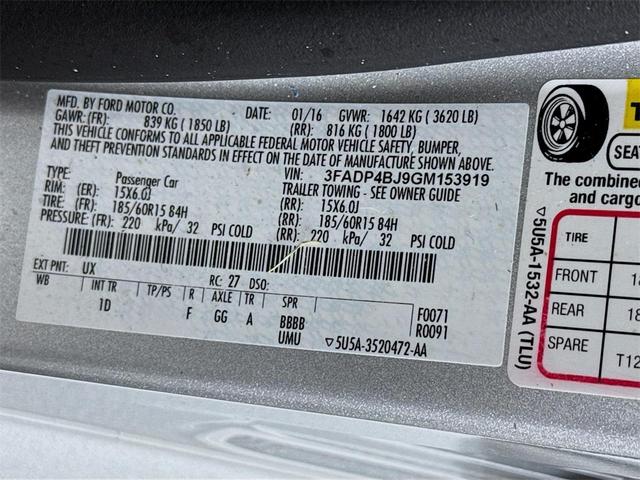 MFD. BY FORD MOTOR CO. DATE: 01/16 GVWR: 1642 KG ( 3620 LB)
GAWR: (FR): 839 KG ( 1850 LB) (RR): 816 KG ( 1800 LB)
THIS VEHICLE CONFORMS TO ALL APPLICABLE FEDERAL MOTOR VEHICLE SAFETY, BUMPER,
AND THEFT PREVENTION STANDARDS IN EFFECT ON THE DATE OF MANUFACTURE SHOWN ABOVE.
VIN: 3FADP4BJ9GM153919
TYPE: Passenger Car TRAILER TOWING - SEE OWNER GUIDE
RIM: (ER): 15X6.0J (RR): 15X6.0J
TIRE: (FR): 185/60R15 84H (RR): 185/60R15 84H
PRESSURE: (FR): 220 kPa/ 32 PSI COLD (RR): 220 kPa/ 32 PSI COLD
EXT PNT: UX RC: 27 DSO:
WB INT TR TP/PS R AXLE TR SPR F0071
1D F GG A BBBB R0091
UMU ▽5U5A-3520472-AA
SEAT
The combined
and cargo
TIRE
FRONT 18
REAR 18
SPARE T12
▽5U5A-1532-AA (TLU)